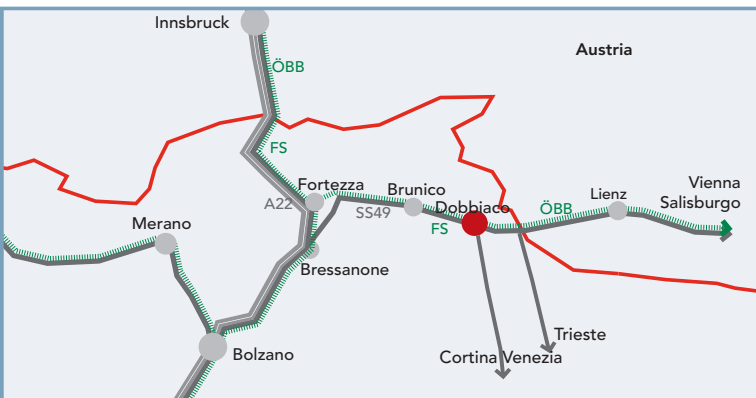 Innsbruck
Austria
ÖBB
FS
Fortezza
Brunico
Vienna
Salisburgo
Lienz
A22
SS49
Dobbiaco
ÖBB
FS
Merano
Bressanone
Trieste
Bolzano
Cortina Venezia